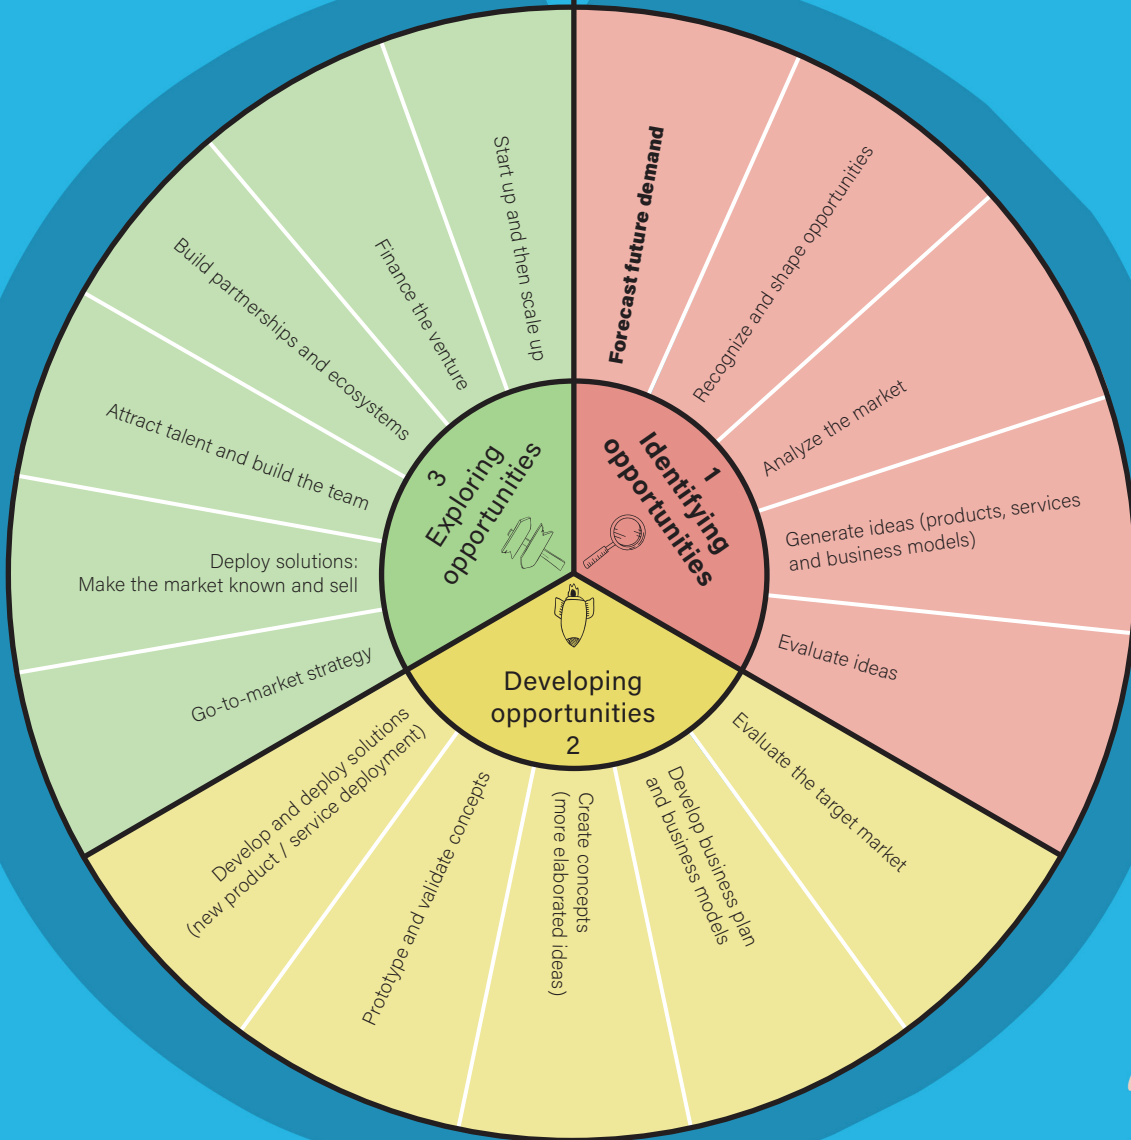 1
Identifying
opportunities
Forecast future demand
Recognize and shape opportunities
Analyze the market
Generate ideas (products, services
and business models)
Evaluate ideas
Developing
opportunities
2
Evaluate the target market
Develop business plan
and business models
Create concepts
(more elaborated ideas)
Prototype and validate concepts
Develop and deploy solutions
(new product / service deployment)
3
Exploring
opportunities
Go-to-market strategy
Deploy solutions:
Make the market known and sell
Attract talent and build the team
Build partnerships and ecosystems
Finance the venture
Start up and then scale up